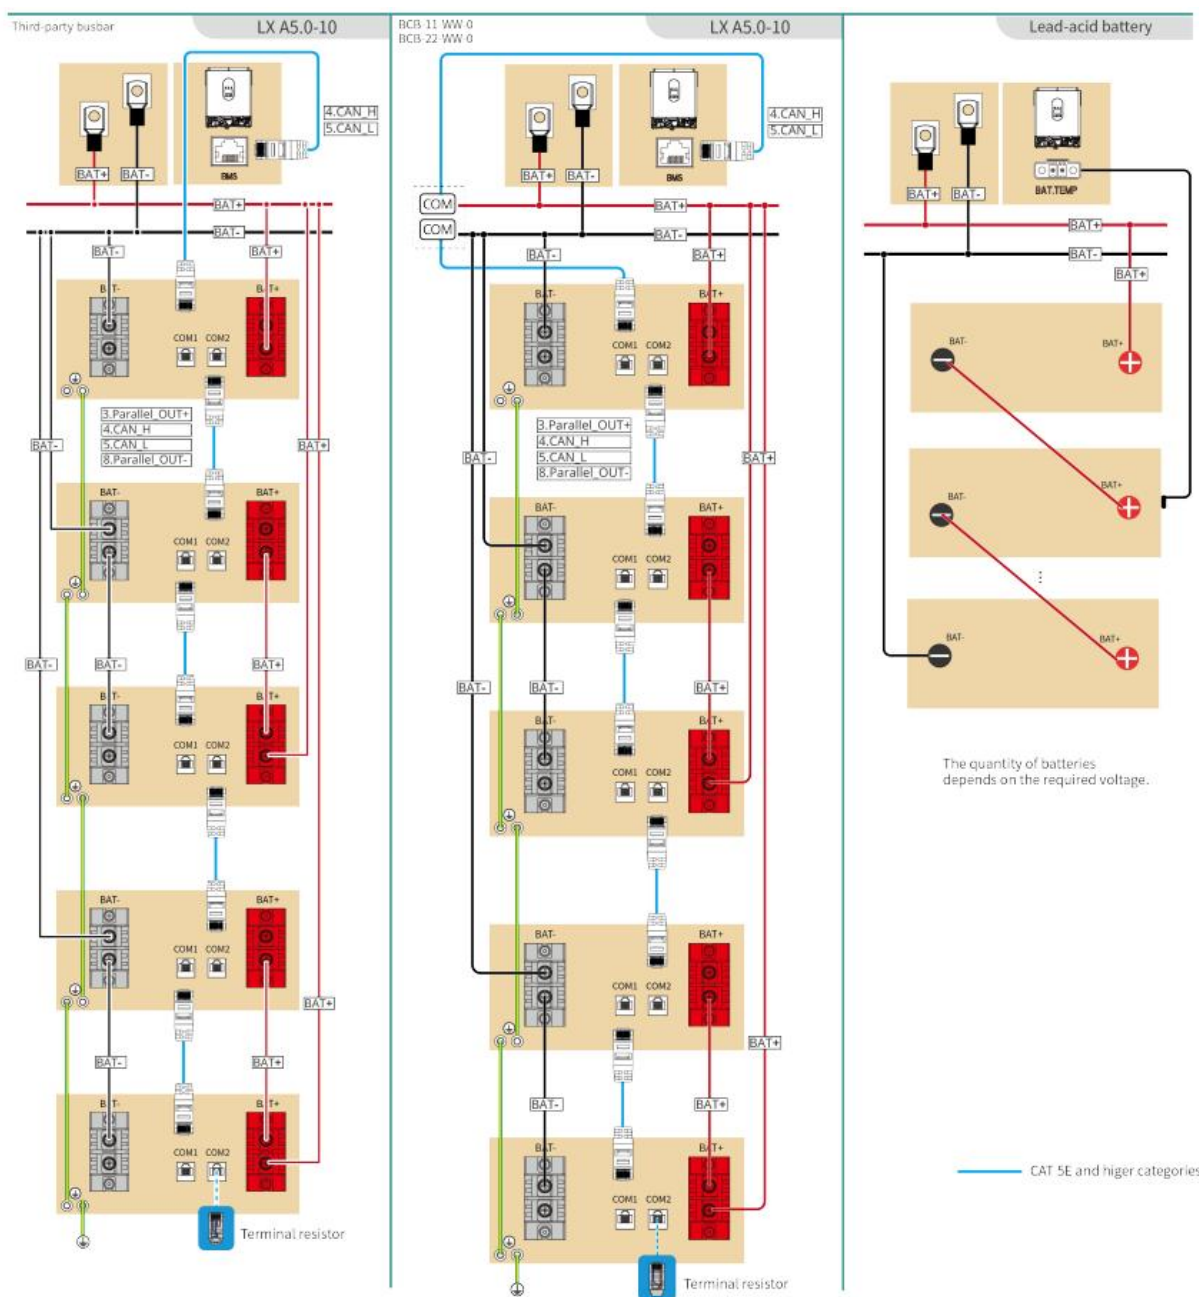 Third-party busbar
LX A5.0-10
4.CAN_H
5.CAN_L
BMS
BAT+
BAT-
BAT+
BAT-
BAT-
BAT+
BAT-
BAT+
COM1 COM2
3.Parallel_OUT+
4.CAN_H
5.CAN_L
8.Parallel_OUT-
BAT-
BAT+
BAT-
BAT+
COM1 COM2
BAT-
BAT-
BAT+
BAT-
BAT+
COM1 COM2
BAT-
BAT+
COM1 COM2
BAT+
BAT-
BAT+
BAT-
BAT+
COM1 COM2
Terminal resistor
BCB-11-WW-0
BCB-22-WW-0
LX A5.0-10
4.CAN_H
5.CAN_L
BMS
BAT+
BAT-
COM
BAT+
COM
BAT-
BAT-
BAT+
BAT-
BAT+
COM1 COM2
3.Parallel_OUT+
4.CAN_H
5.CAN_L
8.Parallel_OUT-
BAT-
BAT+
BAT-
BAT+
COM1 COM2
BAT-
BAT-
BAT+
BAT-
BAT+
COM1 COM2
BAT-
BAT+
COM1 COM2
BAT+
BAT-
BAT+
BAT-
BAT+
COM1 COM2
Terminal resistor
Lead-acid battery
BAT.TEMP
BAT+
BAT-
BAT+
BAT-
BAT+
BAT-
BAT+
BAT-
BAT+
BAT-
BAT+
The quantity of batteries
depends on the required voltage.
CAT 5E and higer categories